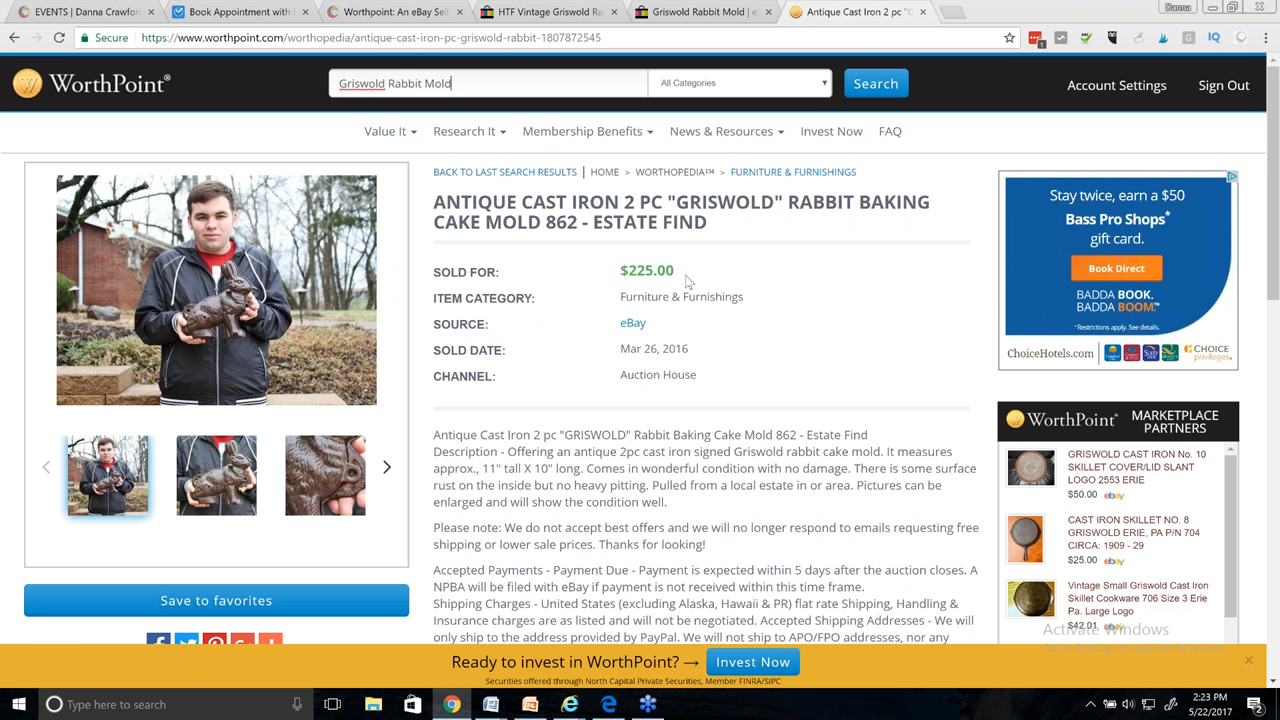 EVENTS | Danna Crawford
Book Appointment with
Worthpoint: An eBay Sel
HTF Vintage Griswold Ra
Griswold Rabbit Mold | e
Antique Cast Iron 2 pc "G
Danna
Secure https://www.worthpoint.com/worthopedia/antique-cast-iron-pc-griswold-rabbit-1807872545
WorthPoint®
Griswold Rabbit Mold
All Categories
Search
Account Settings
Sign Out
Value It
Research It
Membership Benefits
News & Resources
Invest Now
FAQ
BACK TO LAST SEARCH RESULTS | HOME > WORTHOPEDIA™ > FURNITURE & FURNISHINGS
ANTIQUE CAST IRON 2 PC "GRISWOLD" RABBIT BAKING
CAKE MOLD 862 - ESTATE FIND
SOLD FOR: $225.00
ITEM CATEGORY: Furniture & Furnishings
SOURCE: eBay
SOLD DATE: Mar 26, 2016
CHANNEL: Auction House
Antique Cast Iron 2 pc "GRISWOLD" Rabbit Baking Cake Mold 862 - Estate Find
Description - Offering an antique 2pc cast iron signed Griswold rabbit cake mold. It measures
approx., 11" tall X 10" long. Comes in wonderful condition with no damage. There is some surface
rust on the inside but no heavy pitting. Pulled from a local estate in or area. Pictures can be
enlarged and will show the condition well.
Please note: We do not accept best offers and we will no longer respond to emails requesting free
shipping or lower sale prices. Thanks for looking!
Accepted Payments - Payment Due - Payment is expected within 5 days after the auction closes. A
NPBA will be filed with eBay if payment is not received within this time frame.
Shipping Charges - United States (excluding Alaska, Hawaii & PR) flat rate Shipping, Handling &
Insurance charges are as listed and will not be negotiated. Accepted Shipping Addresses - We will
only ship to the address provided by PayPal. We will not ship to APO/FPO addresses, nor any
Save to favorites
Stay twice, earn a $50
Bass Pro Shops*
gift card.
Book Direct
BADDA BOOK.
BADDA BOOM.™
*Restrictions apply. See details.
ChoiceHotels.com
CHOICE
privileges.
WorthPoint
MARKETPLACE
PARTNERS
GRISWOLD CAST IRON No. 10
SKILLET COVER/LID SLANT
LOGO 2553 ERIE
$50.00 ebay
CAST IRON SKILLET NO. 8
GRISWOLD ERIE, PA P/N 704
CIRCA: 1909 - 29
$25.00 ebay
Vintage Small Griswold Cast Iron
Skillet Cookware 706 Size 3 Erie
Pa. Large Logo
$42.01 ebay
Activate Windows
Ready to invest in WorthPoint? → Invest Now
Securities offered through North Capital Private Securities, Member FINRA/SIPC
Type here to search
2:23 PM
5/22/2017